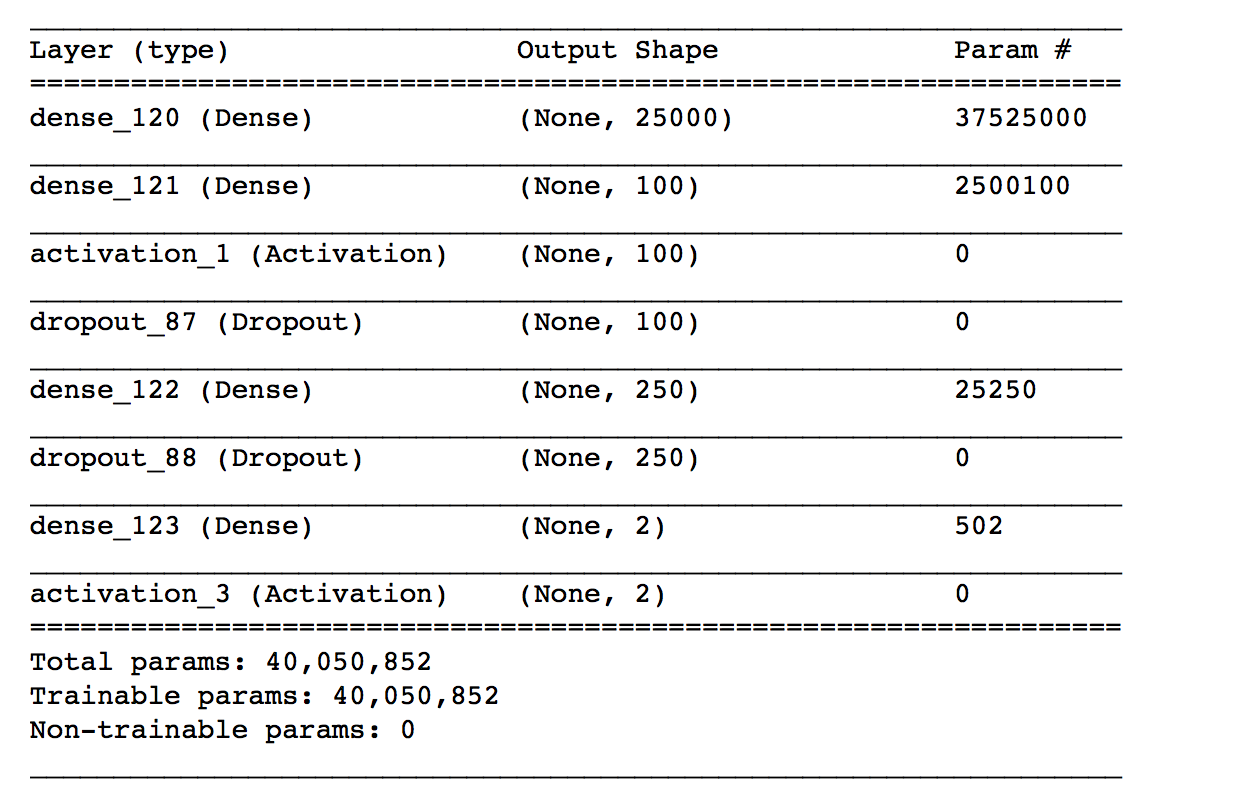 Layer (type) Output Shape Param #
=================================================================
dense_120 (Dense) (None, 25000) 37525000
dense_121 (Dense) (None, 100) 2500100
activation_1 (Activation) (None, 100) 0
dropout_87 (Dropout) (None, 100) 0
dense_122 (Dense) (None, 250) 25250
dropout_88 (Dropout) (None, 250) 0
dense_123 (Dense) (None, 2) 502
activation_3 (Activation) (None, 2) 0
=================================================================
Total params: 40,050,852
Trainable params: 40,050,852
Non-trainable params: 0